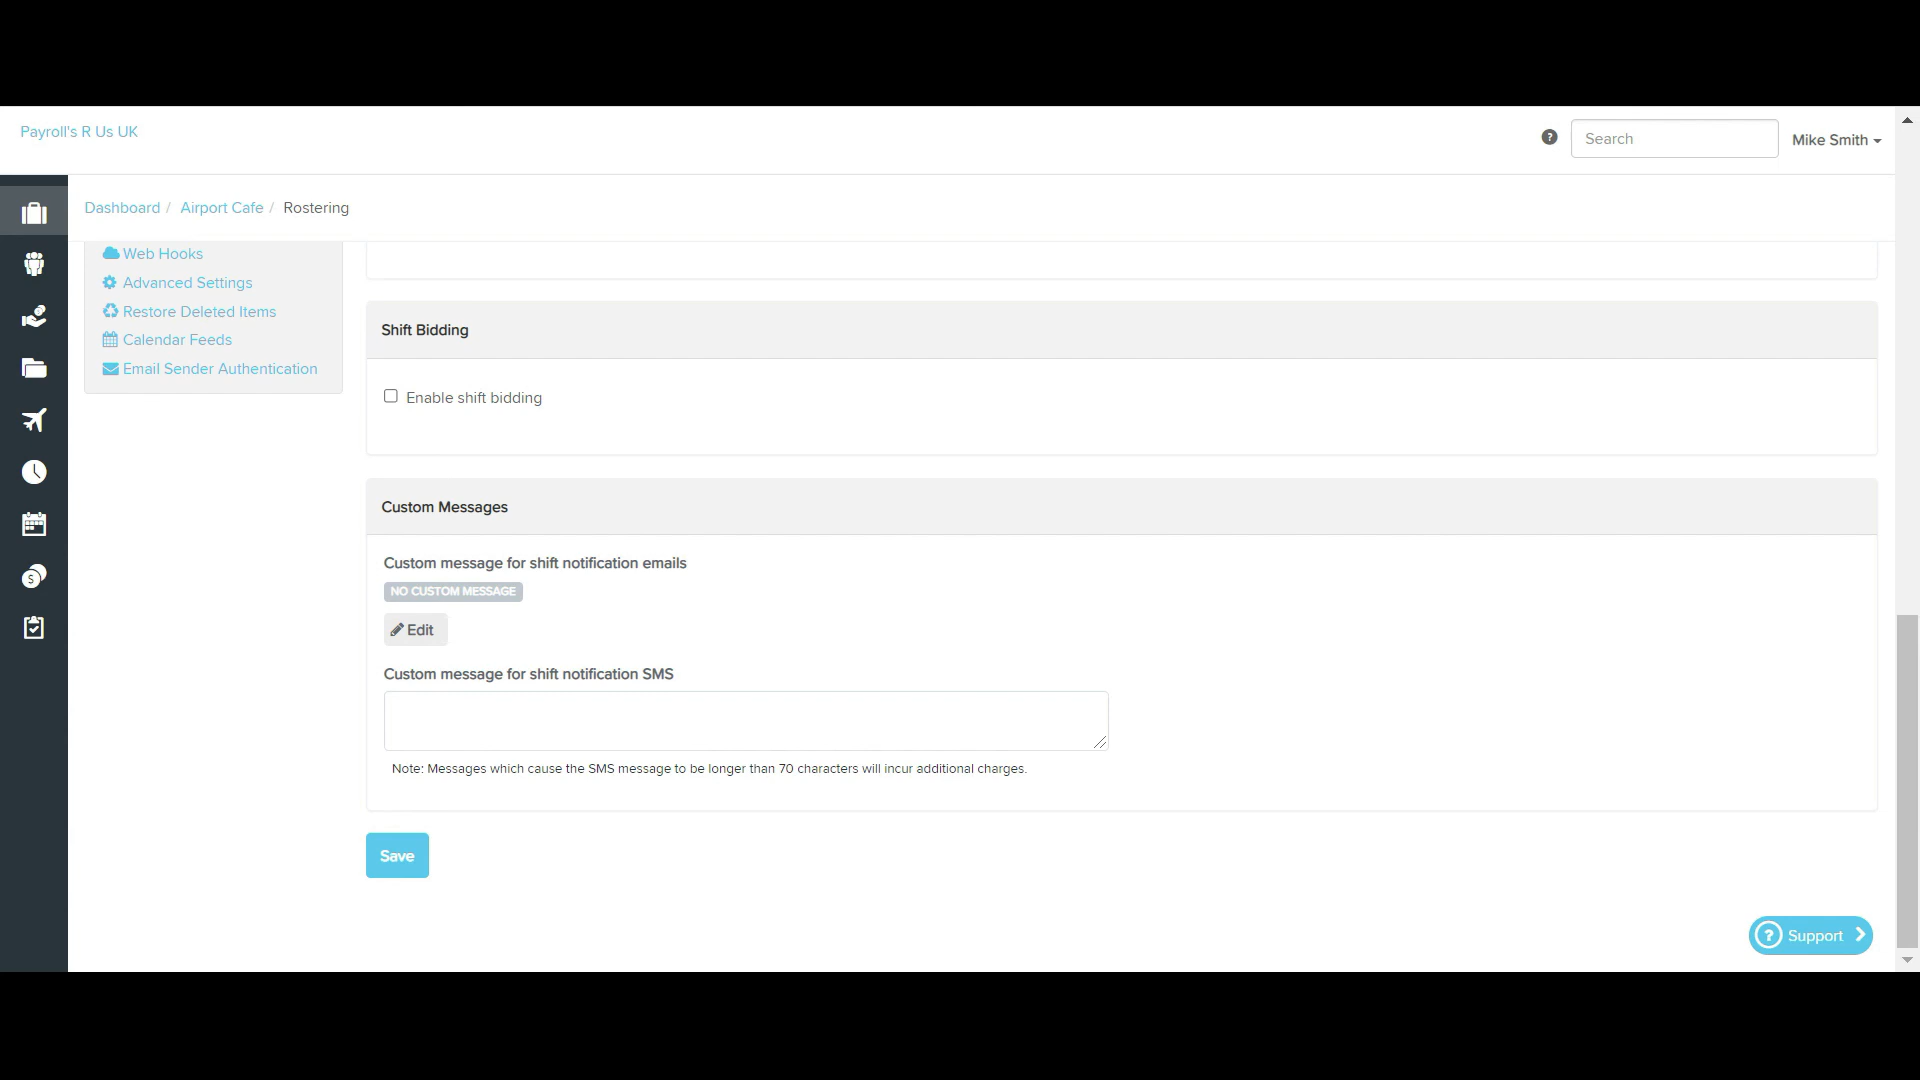 Payroll's R Us UK
Search
Mike Smith
Dashboard / Airport Cafe / Rostering
Web Hooks
Advanced Settings
Restore Deleted Items
Calendar Feeds
Email Sender Authentication
Shift Bidding
Enable shift bidding
Custom Messages
Custom message for shift notification emails
NO CUSTOM MESSAGE
Edit
Custom message for shift notification SMS
Note: Messages which cause the SMS message to be longer than 70 characters will incur additional charges.
Save
? Support